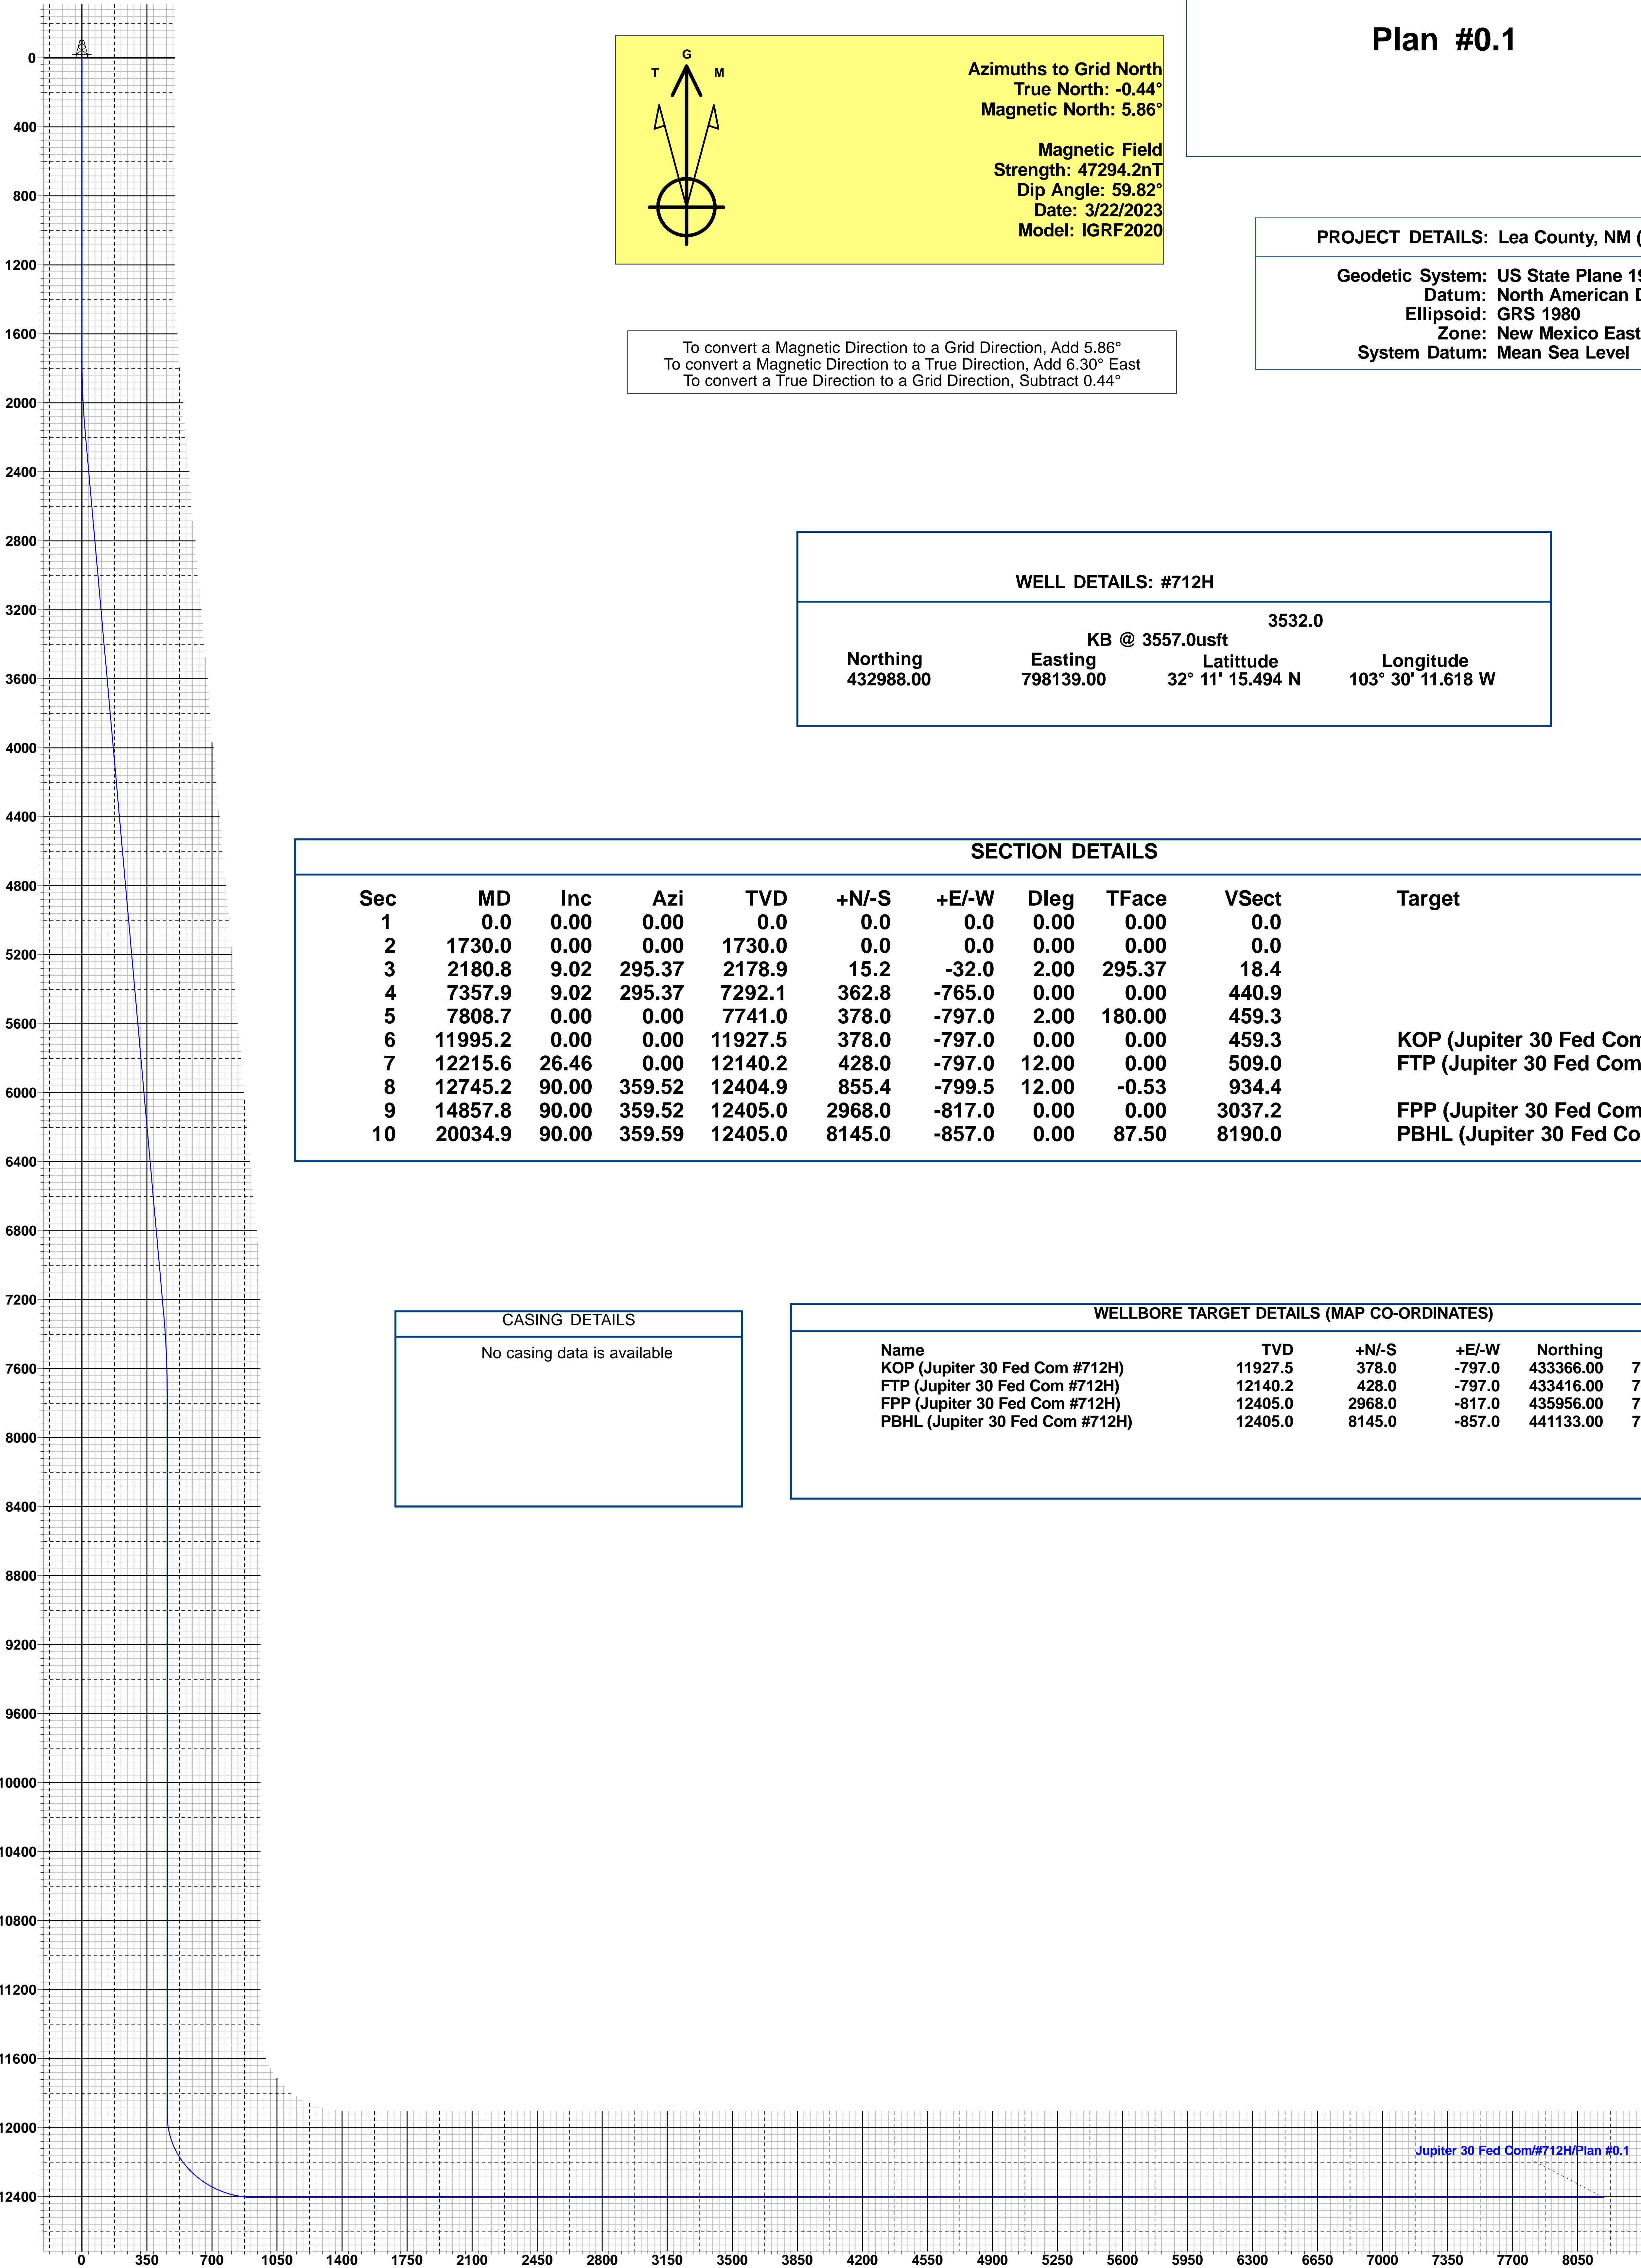 Plan #0.1
G
T M
Azimuths to Grid North
True North: -0.44°
Magnetic North: 5.86°
Magnetic Field
Strength: 47294.2nT
Dip Angle: 59.82°
Date: 3/22/2023
Model: IGRF2020
PROJECT DETAILS: Lea County, NM (
Geodetic System: US State Plane 19
Datum: North American D
Ellipsoid: GRS 1980
Zone: New Mexico East
System Datum: Mean Sea Level
To convert a Magnetic Direction to a Grid Direction, Add 5.86°
To convert a Magnetic Direction to a True Direction, Add 6.30° East
To convert a True Direction to a Grid Direction, Subtract 0.44°
WELL DETAILS: #712H
3532.0
KB @ 3557.0usft
Northing Easting Latittude Longitude
432988.00 798139.00 32° 11' 15.494 N 103° 30' 11.618 W
SECTION DETAILS
Sec MD Inc Azi TVD +N/-S +E/-W Dleg TFace VSect Target
1 0.0 0.00 0.00 0.0 0.0 0.0 0.00 0.00 0.0
2 1730.0 0.00 0.00 1730.0 0.0 0.0 0.00 0.00 0.0
3 2180.8 9.02 295.37 2178.9 15.2 -32.0 2.00 295.37 18.4
4 7357.9 9.02 295.37 7292.1 362.8 -765.0 0.00 0.00 440.9
5 7808.7 0.00 0.00 7741.0 378.0 -797.0 2.00 180.00 459.3
6 11995.2 0.00 0.00 11927.5 378.0 -797.0 0.00 0.00 459.3 KOP (Jupiter 30 Fed Com
7 12215.6 26.46 0.00 12140.2 428.0 -797.0 12.00 0.00 509.0 FTP (Jupiter 30 Fed Com
8 12745.2 90.00 359.52 12404.9 855.4 -799.5 12.00 -0.53 934.4
9 14857.8 90.00 359.52 12405.0 2968.0 -817.0 0.00 0.00 3037.2 FPP (Jupiter 30 Fed Com
10 20034.9 90.00 359.59 12405.0 8145.0 -857.0 0.00 87.50 8190.0 PBHL (Jupiter 30 Fed Co
CASING DETAILS
No casing data is available
WELLBORE TARGET DETAILS (MAP CO-ORDINATES)
Name TVD +N/-S +E/-W Northing
KOP (Jupiter 30 Fed Com #712H) 11927.5 378.0 -797.0 433366.00 7
FTP (Jupiter 30 Fed Com #712H) 12140.2 428.0 -797.0 433416.00 7
FPP (Jupiter 30 Fed Com #712H) 12405.0 2968.0 -817.0 435956.00 7
PBHL (Jupiter 30 Fed Com #712H) 12405.0 8145.0 -857.0 441133.00 7
0
400
800
1200
1600
2000
2400
2800
3200
3600
4000
4400
4800
5200
5600
6000
6400
6800
7200
7600
8000
8400
8800
9200
9600
10000
10400
10800
11200
11600
12000
12400
Jupiter 30 Fed Com/#712H/Plan #0.1
0 350 700 1050 1400 1750 2100 2450 2800 3150 3500 3850 4200 4550 4900 5250 5600 5950 6300 6650 7000 7350 7700 8050